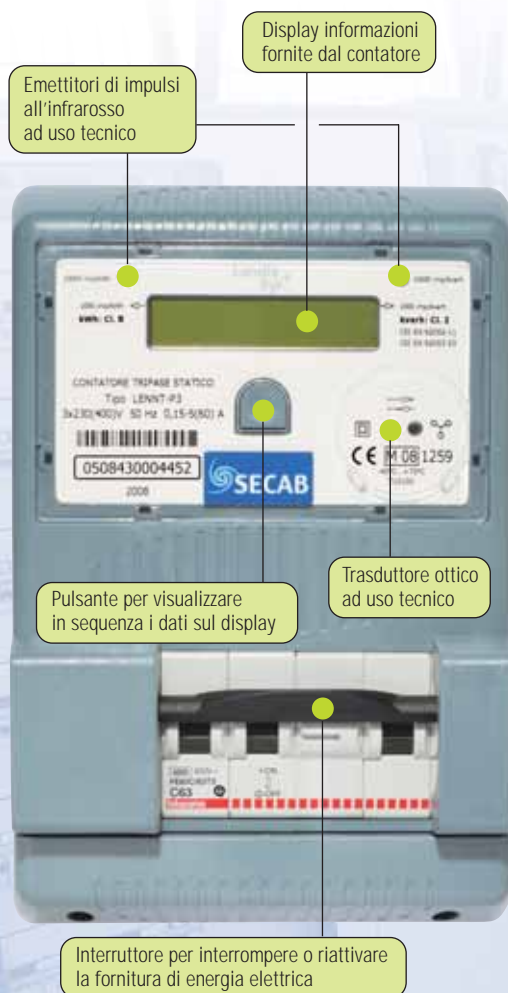 Display informazioni
fornite dal contatore
Emettitori di impulsi
all'infrarosso
ad uso tecnico
kWh: Cl. B
kvarh: Cl. 2
CONTATORE TRIFASE STATICO
Tipo LENNT-P3
3x230(400)V 50 Hz 0,15-5(60) A
0508430004452
2008
SECAB
CE M 08 1259
Trasduttore ottico
ad uso tecnico
Pulsante per visualizzare
in sequenza i dati sul display
C63
Interruttore per interrompere o riattivare
la fornitura di energia elettrica